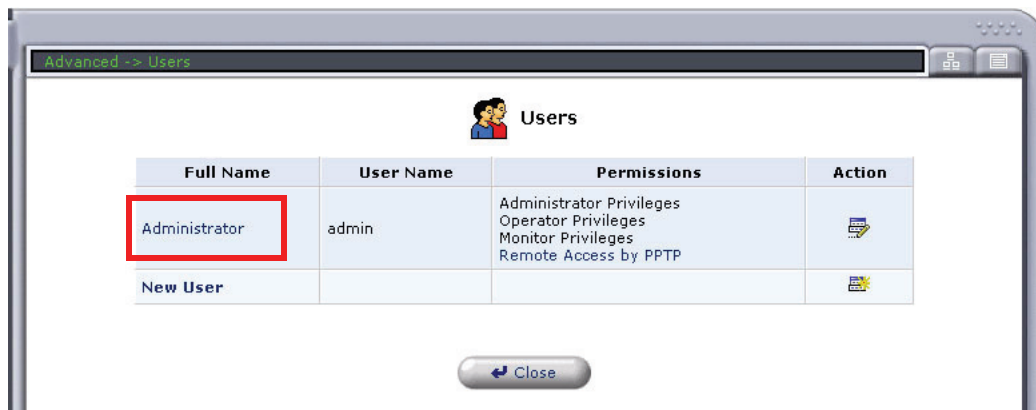 Advanced -> Users
Users
Full Name User Name Permissions Action
Administrator admin Administrator Privileges
Operator Privileges
Monitor Privileges
Remote Access by PPTP
New User
Close